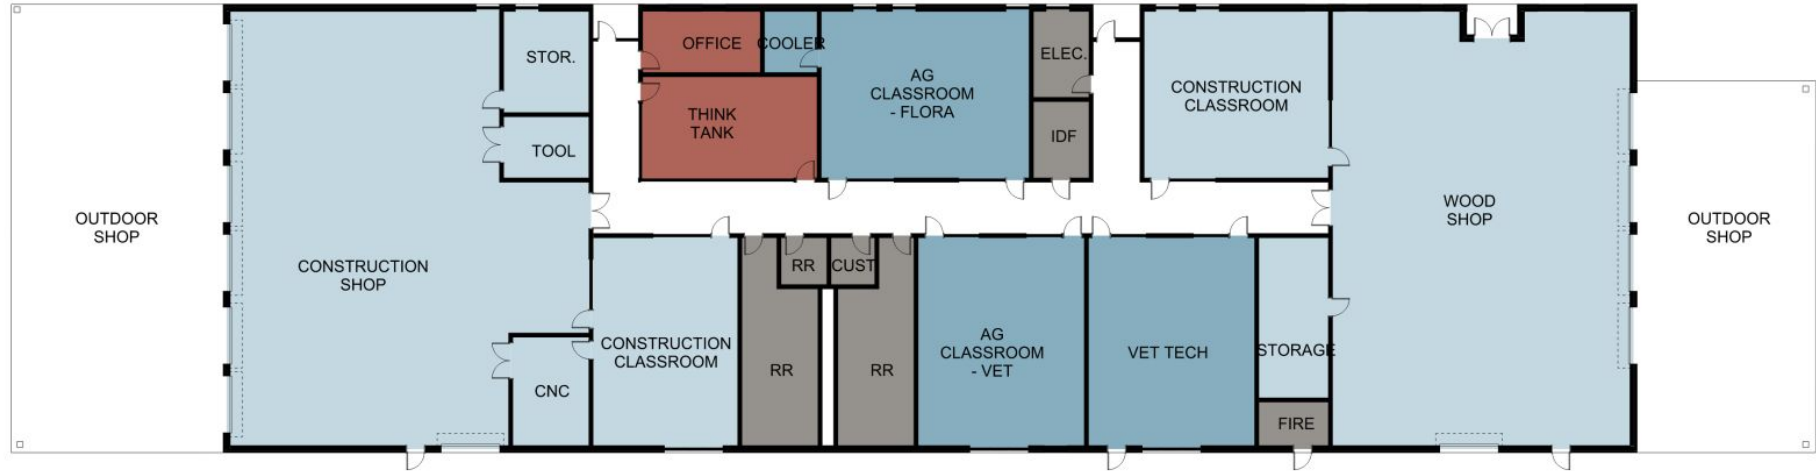 OUTDOOR
SHOP
CONSTRUCTION
SHOP
STOR.
TOOL
CNC
OFFICE
COOLER
THINK
TANK
AG
CLASSROOM
- FLORA
ELEC.
IDF
CONSTRUCTION
CLASSROOM
WOOD
SHOP
OUTDOOR
SHOP
CONSTRUCTION
CLASSROOM
RR
CUST
RR
RR
AG
CLASSROOM
- VET
VET TECH
STORAGE
FIRE